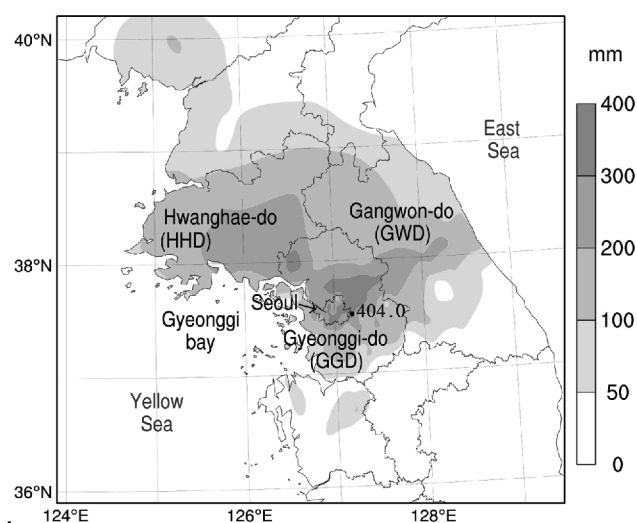 40°N
mm
400
East
Sea
300
Hwanghae-do
(HHD)
Gangwon-do
(GWD)
200
38°N
Seoul
404.0
Gyeonggi
bay
100
Gyeonggi-do
(GGD)
Yellow
Sea
50
0
36°N
124°E
126°E
128°E